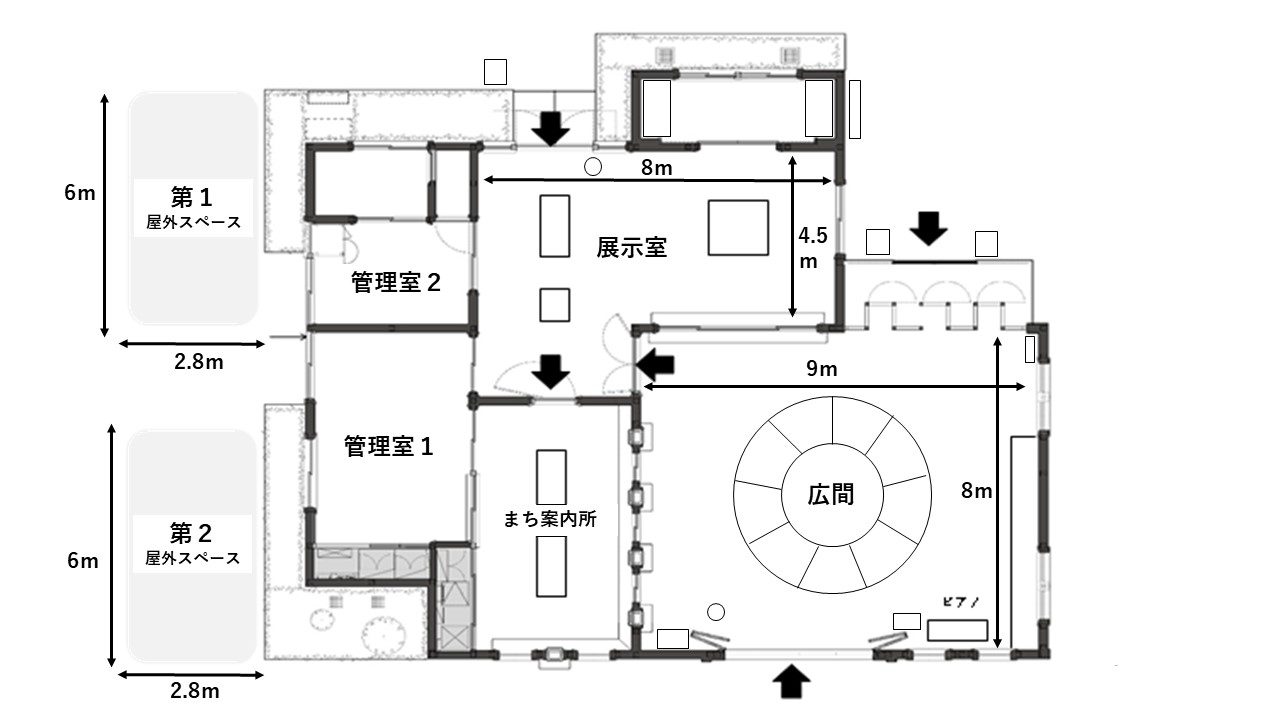 8m
6m
第１
屋外スペース
4.5
m
展示室
管理室２
2.8m
9m
管理室１
8m
広間
まち案内所
6m
第２
屋外スペース
ピアノ
2.8m